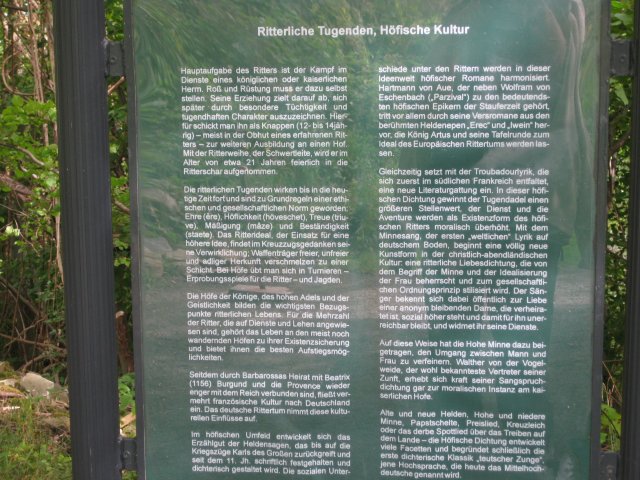 Ritterliche Tugenden, Höfische Kultur
Hauptaufgabe des Ritters ist der Kampf im
Dienste eines königlichen oder kaiserlichen
Herrn. Roß und Rüstung muss er dazu selbst
stellen. Seine Erziehung zielt darauf ab, sich
später durch besondere Tüchtigkeit und
tugendhaften Charakter auszuzeichnen. Hier-
für schickt man ihn als Knappen (12- bis 14jäh-
rig) – meist in der Obhut eines erfahrenen Rit-
ters – zur weiteren Ausbildung an einen Hof.
Mit der Ritterweihe, der Schwertleite, wird er im
Alter von etwa 21 Jahren feierlich in die
Ritterschar aufgenommen.
Die ritterlichen Tugenden wirken bis in die heu-
tige Zeit fort und sind zu Grundregeln einer ethi-
schen und gesellschaftlichen Norm geworden:
Ehre (ère), Höflichkeit (höveschet), Treue (triu-
we), Mäßigung (mâze) und Beständigkeit
(staete). Das Ritterideal, der Einsatz für eine
höhere Idee, findet im Kreuzzugsgedanken sei-
ne Verwirklichung; Waffenträger freier, unfreier
und adliger Herkunft verschmelzen zu einer
Schicht. Bei Hofe übt man sich in Turnieren –
Erprobungsspiele für die Ritter – und Jagden.
Die Höfe der Könige, des hohen Adels und der
Geistlichkeit bilden die wichtigsten Bezugs-
punkte ritterlichen Lebens. Für die Mehrzahl
der Ritter, die auf Dienste und Lehen angewie-
sen sind, gehört das Leben an den meist noch
wandernden Höfen zu ihrer Existenzsicherung
und bietet ihnen die besten Aufstiegsmög-
lichkeiten.
Seitdem durch Barbarossas Heirat mit Beatrix
(1156) Burgund und die Provence wieder
enger mit dem Reich verbunden sind, fließt ver-
mehrt französische Kultur nach Deutschland
ein. Das deutsche Rittertum nimmt diese kultu-
rellen Einflüsse auf.
Im höfischen Umfeld entwickelt sich das
Erzählgut der Heldensagen, das bis auf die
Kriegszüge Karls des Großen zurückgreift und
seit dem 11. Jh. schriftlich festgehalten und
dichterisch gestaltet wird. Die sozialen Unter-
schiede unter den Rittern werden in dieser
Ideenwelt höfischer Romane harmonisiert.
Hartmann von Aue, der neben Wolfram von
Eschenbach („Parzival“) zu den bedeutends-
ten höfischen Epikern der Stauferzeit gehört,
tritt vor allem durch seine Versromane aus den
berühmten Heldenepen „Erec“ und „Iwein“ her-
vor, die König Artus und seine Tafelrunde zum
Ideal des Europäischen Rittertums werden las-
sen.
Gleichzeitig setzt mit der Troubadourlyrik, die
sich zuerst im südlichen Frankreich entfaltet,
eine neue Literaturgattung ein. In dieser höfi-
schen Dichtung gewinnt der Tugendadel einen
größeren Stellenwert, der Dienst und die
Aventure werden als Existenzform des höfi-
schen Ritters moralisch überhöht. Mit dem
Minnesang, der ersten „weltlichen“ Lyrik auf
deutschem Boden, beginnt eine völlig neue
Kunstform in der christlich-abendländischen
Kultur: eine ritterliche Liebesdichtung, die von
dem Begriff der Minne und der Idealisierung
der Frau beherrscht und zum gesellschaftli-
chen Ordnungsprinzip stilisiert wird. Der Sän-
ger bekennt sich dabei öffentlich zur Liebe
einer anonym bleibenden Dame, die verheira-
tet ist, sozial höher steht und damit für ihn uner-
reichbar bleibt, und widmet ihr seine Dienste.
Auf diese Weise hat die Hohe Minne dazu bei-
getragen, den Umgang zwischen Mann und
Frau zu verfeinern. Walther von der Vogel-
weide, der wohl bekannteste Vertreter seiner
Zunft, erhebt sich kraft seiner Sangspruch-
dichtung gar zur moralischen Instanz am kai-
serlichen Hofe.
Alte und neue Helden, Hohe und niedere
Minne, Papstschelte, Preislied, Kreuzleich
oder das derbe Spottlied über das Treiben auf
dem Lande – die Höfische Dichtung entwickelt
viele Facetten und begründet schließlich die
erste dichterische Klassik „teutscher Zunge“,
jene Hochsprache, die heute das Mittelhoch-
deutsche genannt wird.